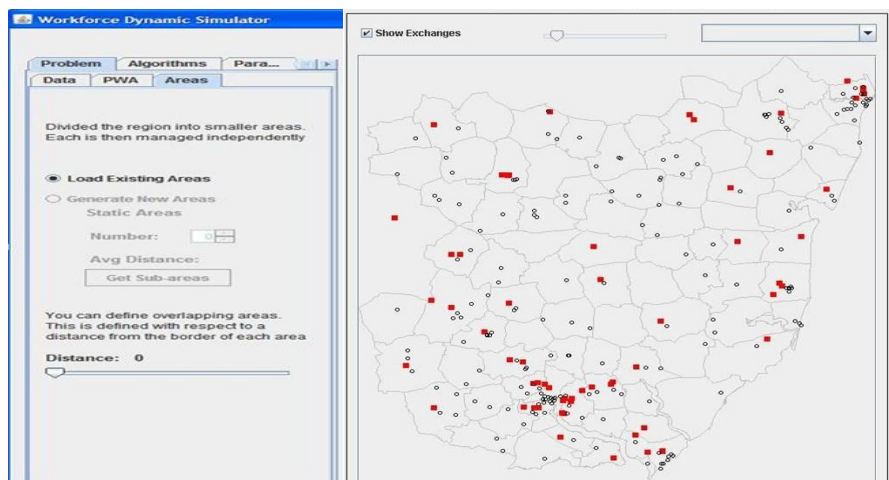 Workforce Dynamic Simulator
Problem Algorithms Para...
Data PWA Areas
Divided the region into smaller areas.
Each is then managed independently
Load Existing Areas
Generate New Areas
Static Areas
Number: 0
Avg Distance:
Get Sub-areas
You can define overlapping areas.
This is defined with respect to a
distance from the border of each area
Distance: 0
Show Exchanges